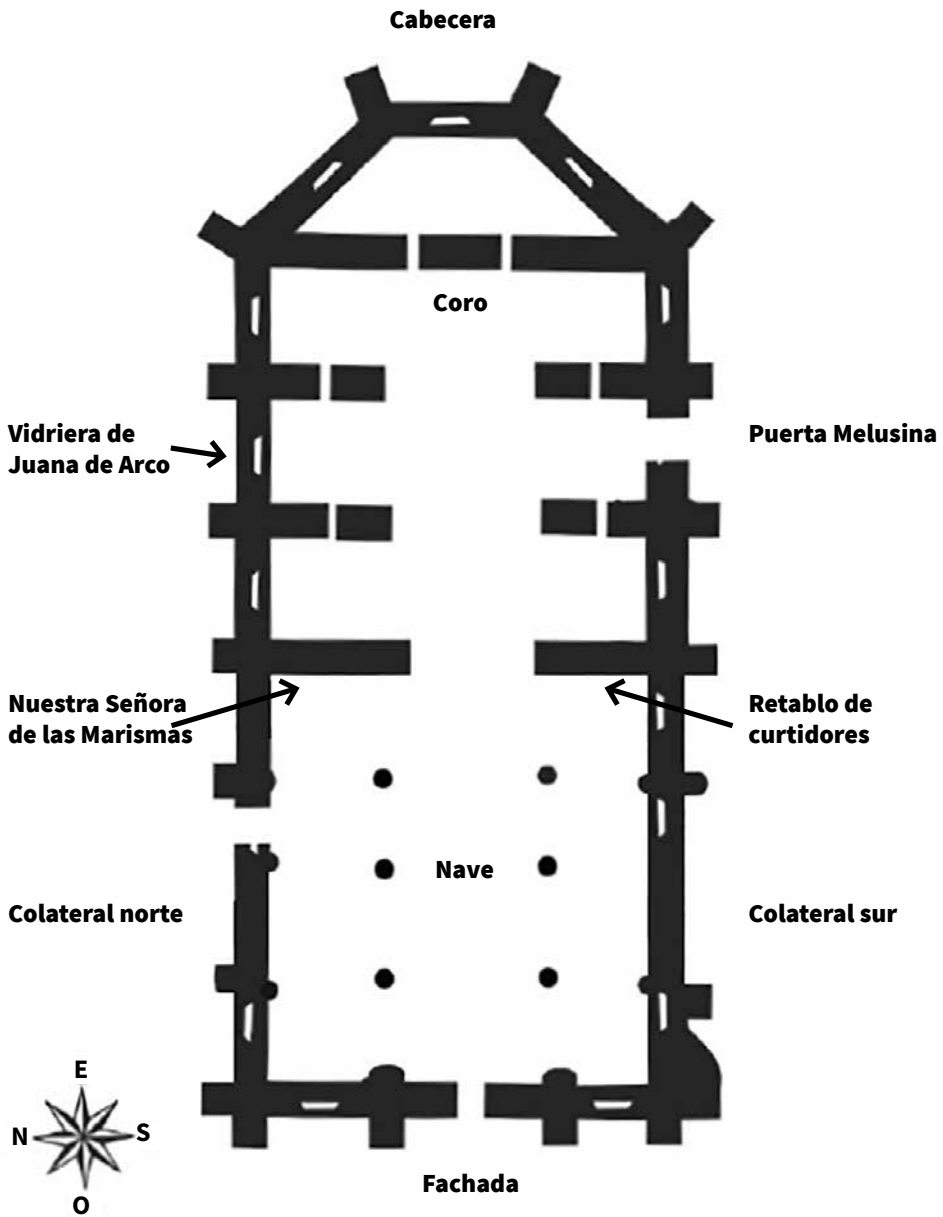 Cabecera
Coro
Vidriera de
Juana de Arco
Puerta Melusina
Nuestra Señora
de las Marismas
Retablo de
curtidores
Nave
Colateral norte
Colateral sur
E
N
S
O
Fachada